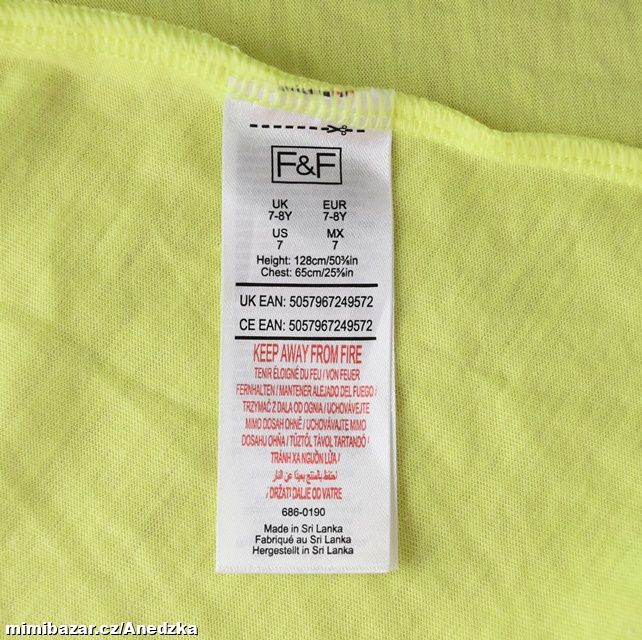 F&F
UK EUR
7-8Y 7-8Y
US MX
7 7
Height: 128cm/50⅜in
Chest: 65cm/25⅝in
UK EAN: 5057967249572
CE EAN: 5057967249572
KEEP AWAY FROM FIRE
TENIR ÉLOIGNÉ DU FEU / VON FEUER
FERNHALTEN / MANTENER ALEJADO DEL FUEGO /
TRZYMAĆ Z DALA OD OGNIA / UCHOVÁVEJTE
MIMO DOSAH OHNĚ / UCHOVÁVAJTE MIMO
DOSAHU OHŇA / TŰZTŐL TÁVOL TARTANDÓ /
TRÁNH XA NGUỒN LỬA /
احتفظ بالمنتج بعيدًا عن النار
/ DRŽATI DALJE OD VATRE
686-0190
Made in Sri Lanka
Fabriqué au Sri Lanka
Hergestellt in Sri Lanka
mimibazar.cz/Anedzka